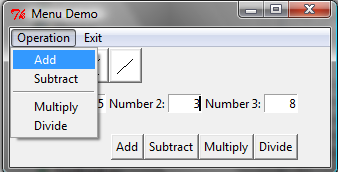 Menu Demo
Operation Exit
Add
Subtract
5 Number 2: 3 Number 3: 8
Multiply
Divide
Add Subtract Multiply Divide